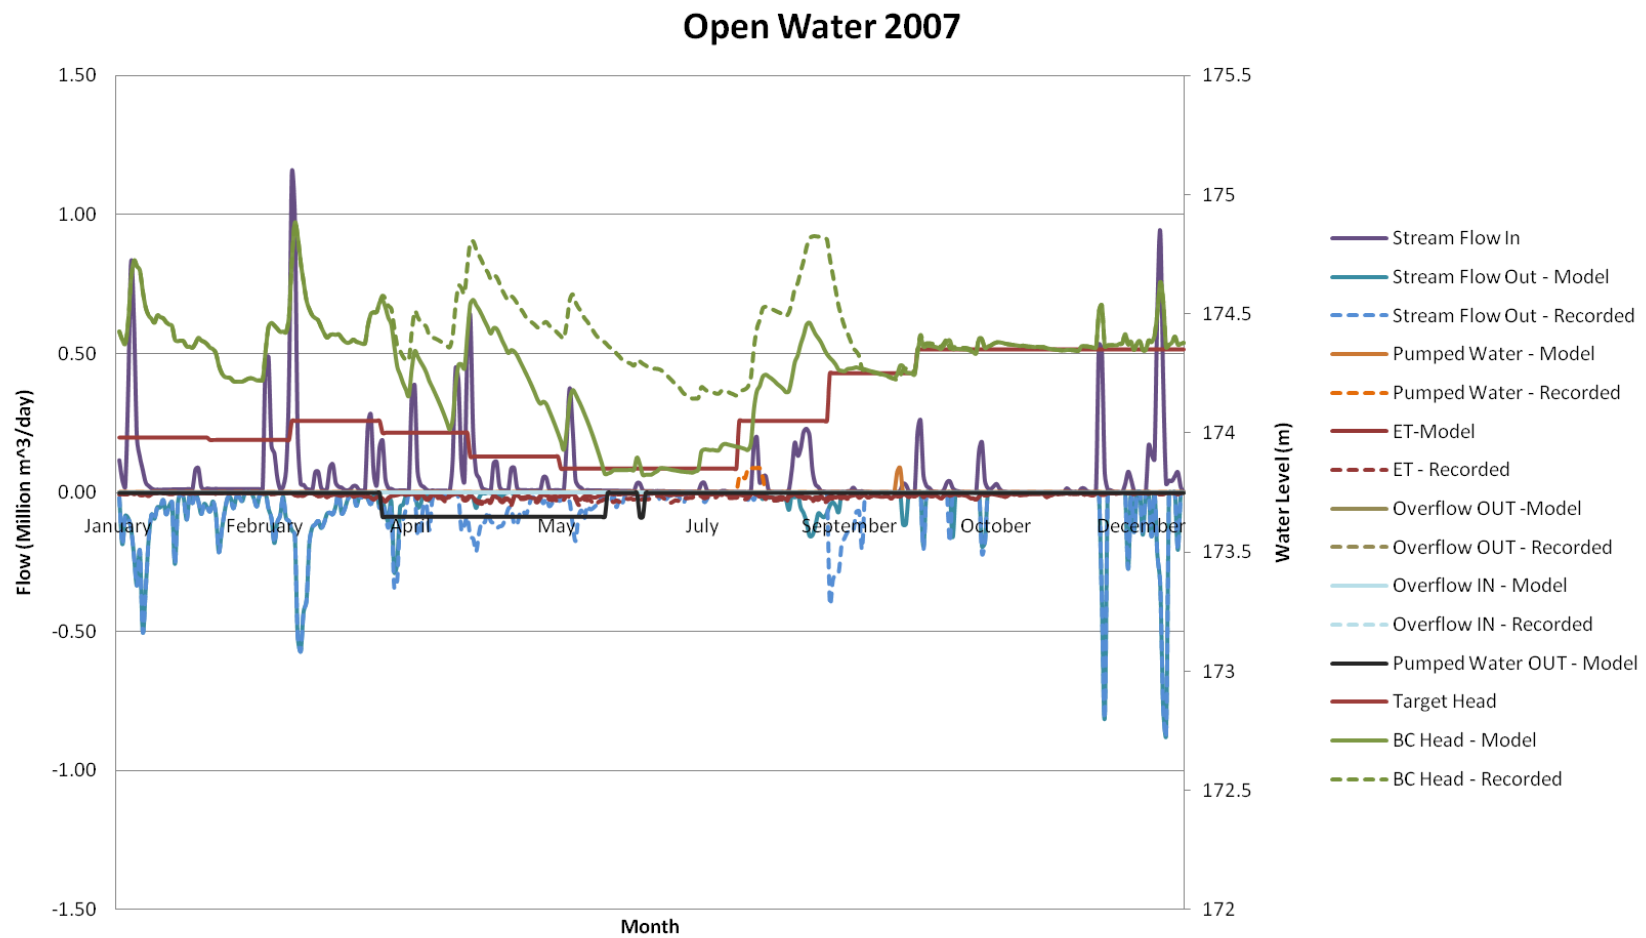 Open Water 2007
1.50
1.00
0.50
0.00
-0.50
-1.00
-1.50
Flow (Million m^3/day)
January
February
April
May
July
September
October
December
Month
175.5
175
174.5
174
173.5
173
172.5
172
Water Level (m)
Stream Flow In
Stream Flow Out - Model
Stream Flow Out - Recorded
Pumped Water - Model
Pumped Water - Recorded
ET-Model
ET - Recorded
Overflow OUT -Model
Overflow OUT - Recorded
Overflow IN - Model
Overflow IN - Recorded
Pumped Water OUT - Model
Target Head
BC Head - Model
BC Head - Recorded